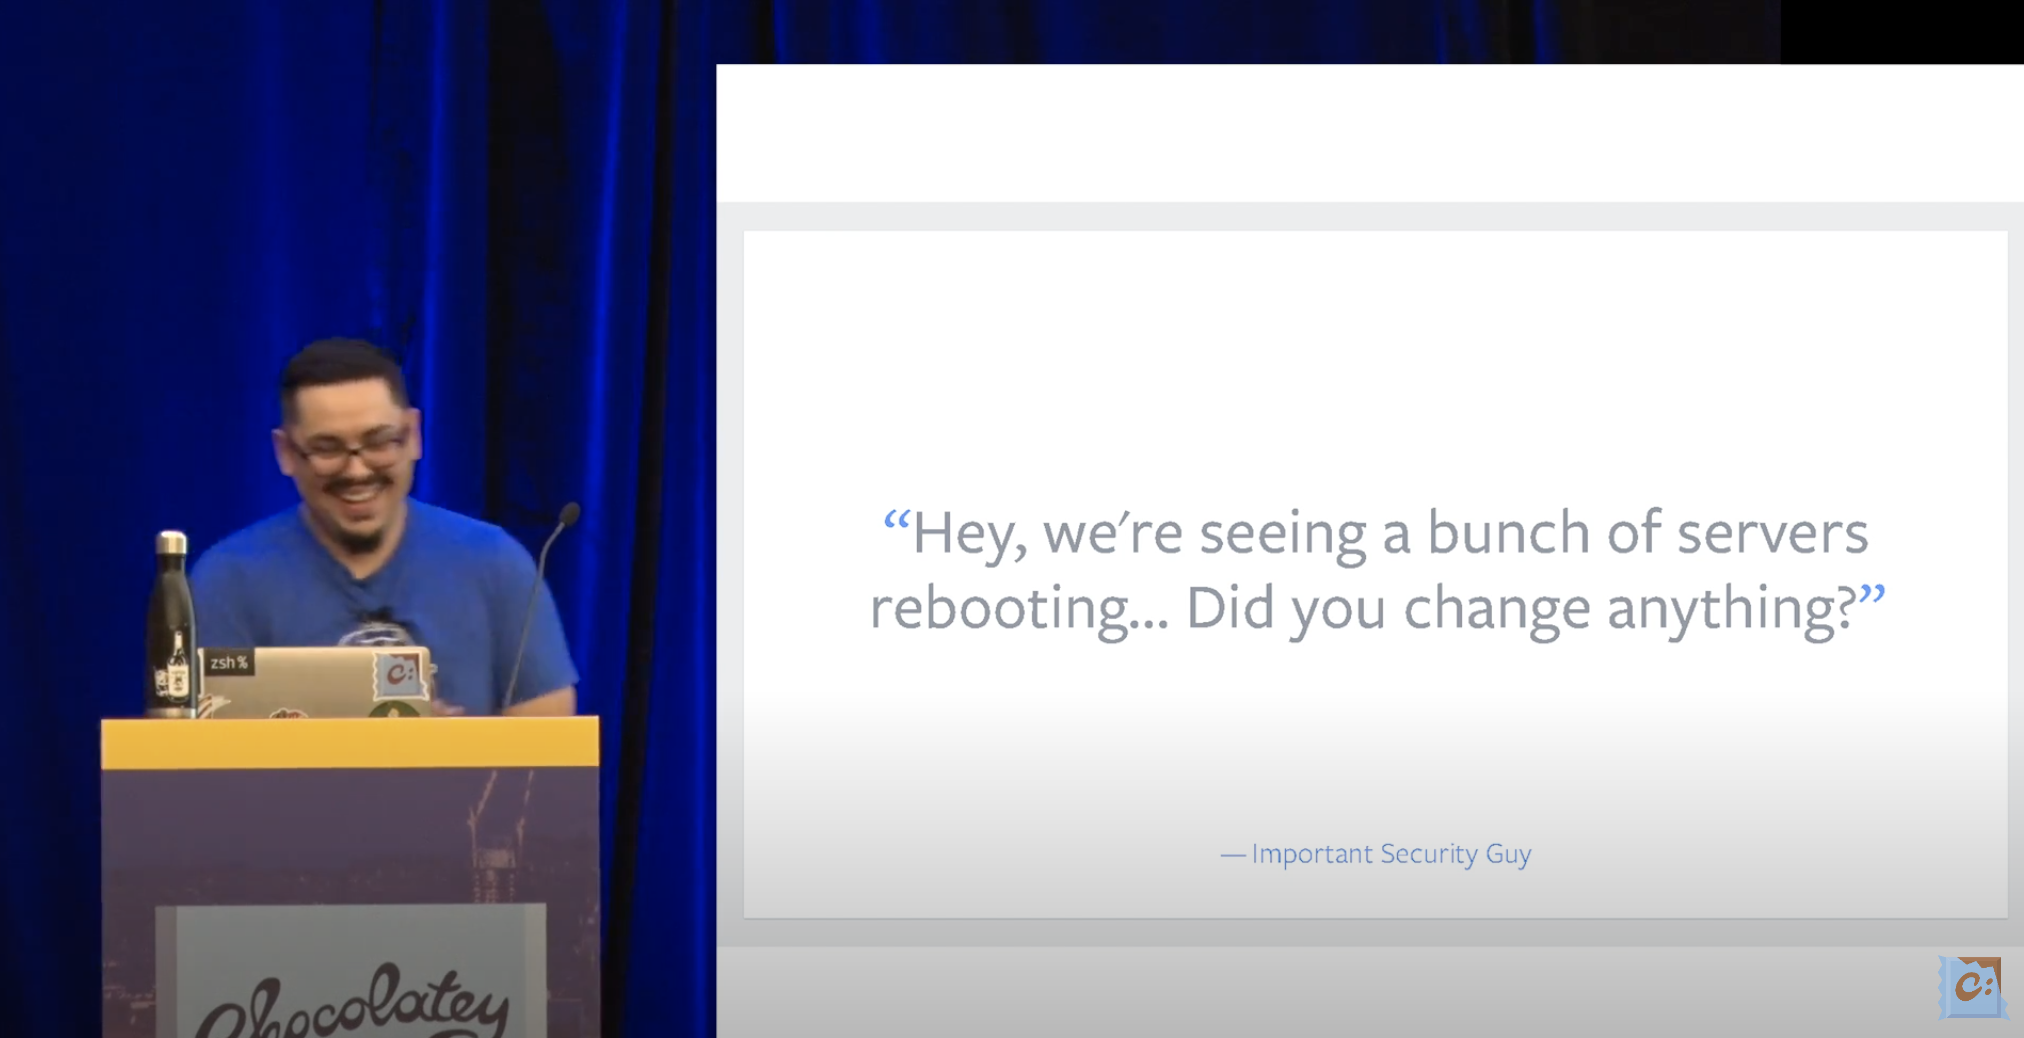 “Hey, we're seeing a bunch of servers
rebooting... Did you change anything?”
— Important Security Guy
zsh%
C:
Chocolatey
C: